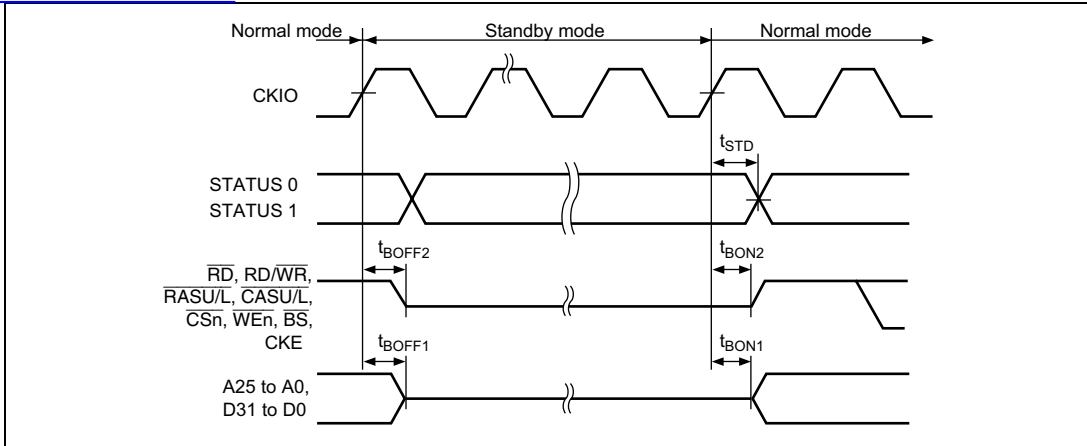 Normal mode Standby mode Normal mode
CKIO
tSTD
STATUS 0
STATUS 1
tBOFF2 tBON2
RD, RD/WR,
RASU/L, CASU/L,
CSn, WEn, BS,
CKE
tBOFF1 tBON1
A25 to A0,
D31 to D0